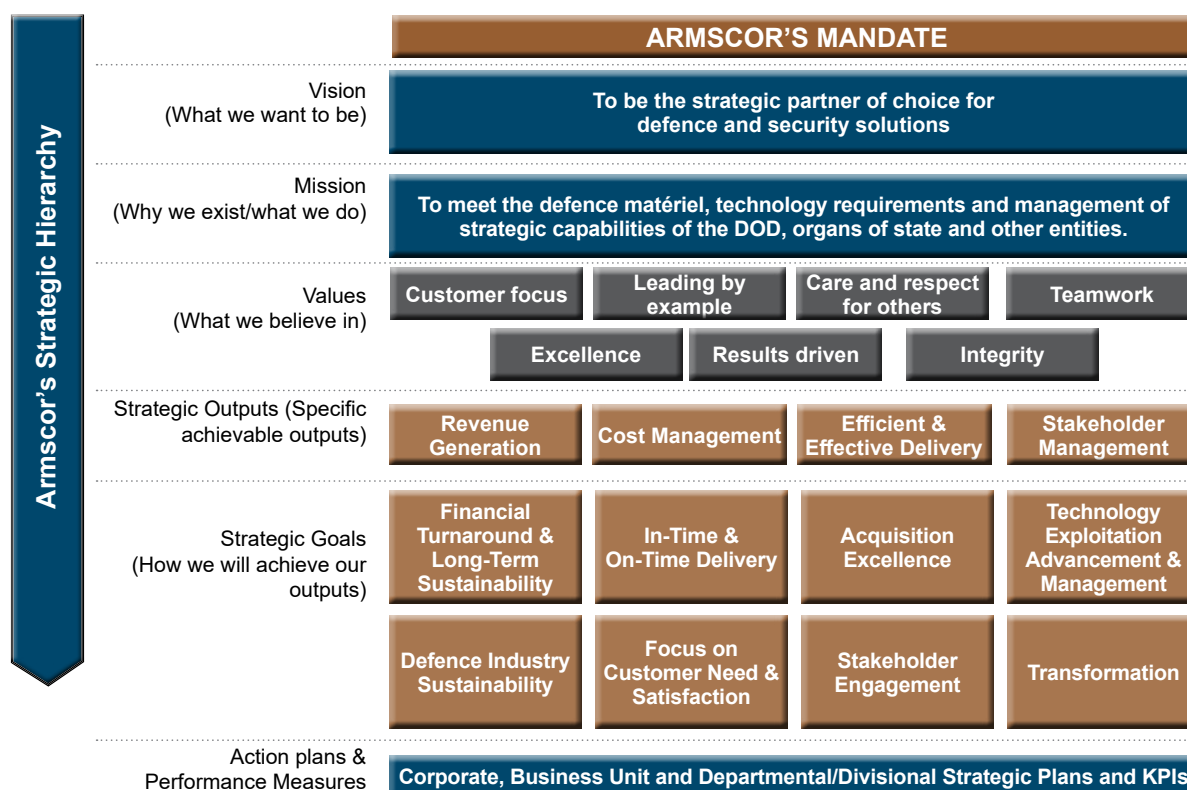 ARMSCOR'S MANDATE
Armscor's Strategic Hierarchy
Vision
(What we want to be)
To be the strategic partner of choice for
defence and security solutions
Mission
(Why we exist/what we do)
To meet the defence matériel, technology requirements and management of
strategic capabilities of the DOD, organs of state and other entities.
Values
(What we believe in)
Customer focus
Leading by
example
Care and respect
for others
Teamwork
Excellence
Results driven
Integrity
Strategic Outputs (Specific
achievable outputs)
Revenue
Generation
Cost Management
Efficient &
Effective Delivery
Stakeholder
Management
Strategic Goals
(How we will achieve our
outputs)
Financial
Turnaround &
Long-Term
Sustainability
In-Time &
On-Time Delivery
Acquisition
Excellence
Technology
Exploitation
Advancement &
Management
Defence Industry
Sustainability
Focus on
Customer Need &
Satisfaction
Stakeholder
Engagement
Transformation
Action plans &
Performance Measures
Corporate, Business Unit and Departmental/Divisional Strategic Plans and KPIs